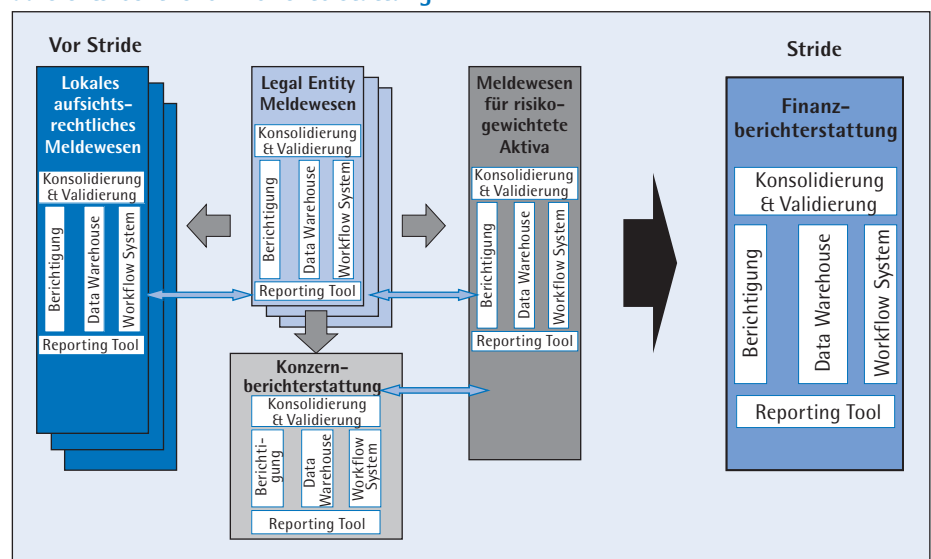 Vor Stride
Stride
Lokales
aufsichts-
rechtliches
Meldewesen
Konsolidierung
& Validierung
Berichtigung
Data Warehouse
Workflow System
Reporting Tool
Legal Entity
Meldewesen
Konsolidierung
& Validierung
Berichtigung
Data Warehouse
Workflow System
Reporting Tool
Meldewesen
für risiko-
gewichtete
Aktiva
Konsolidierung
& Validierung
Berichtigung
Data Warehouse
Workflow System
Reporting Tool
Konzern-
berichterstattung
Konsolidierung
& Validierung
Berichti-
gung
Data
Warehouse
Workflow
System
Reporting Tool
Finanz-
berichterstattung
Konsolidierung
& Validierung
Berichtigung
Data Warehouse
Workflow System
Reporting Tool